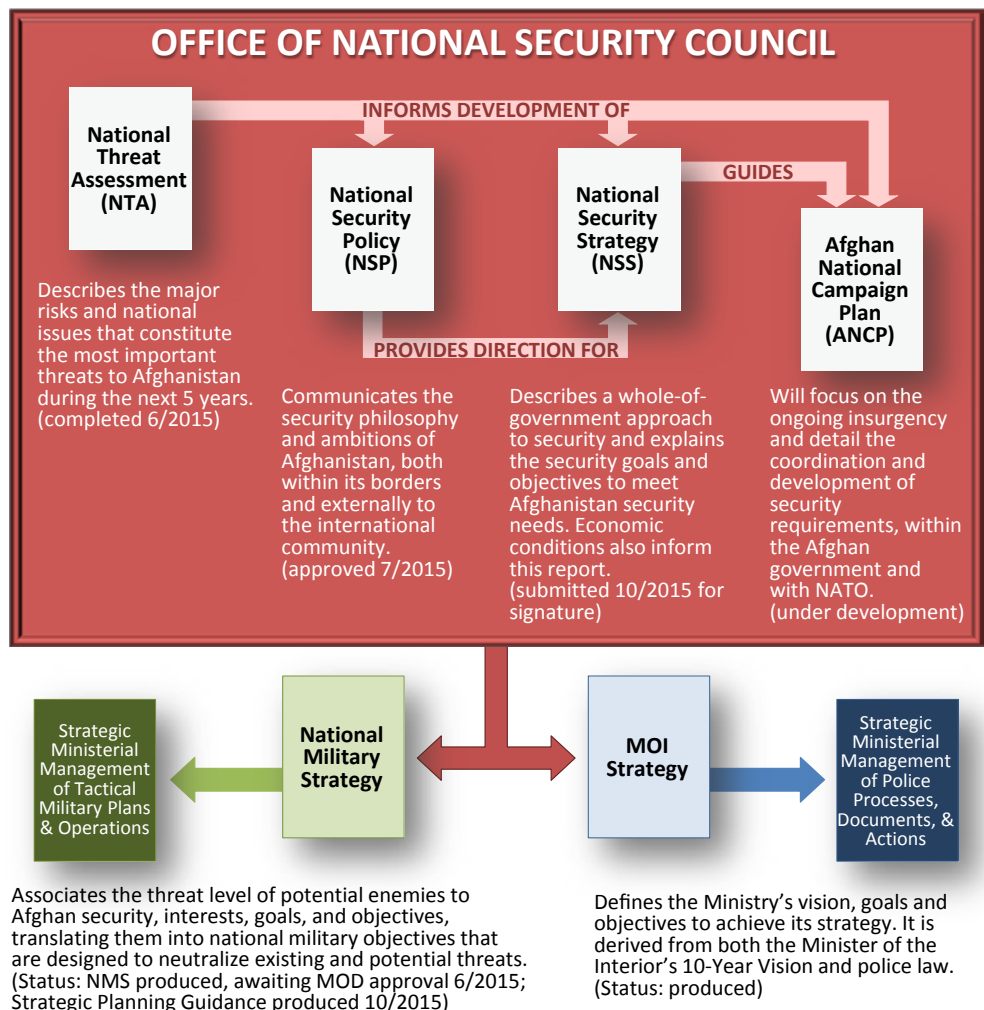 OFFICE OF NATIONAL SECURITY COUNCIL
INFORMS DEVELOPMENT OF
National
Threat
Assessment
(NTA)
National
Security
Policy
(NSP)
National
Security
Strategy
(NSS)
GUIDES
Afghan
National
Campaign
Plan
(ANCP)
PROVIDES DIRECTION FOR
Describes the major
risks and national
issues that constitute
the most important
threats to Afghanistan
during the next 5 years.
(completed 6/2015)
Communicates the
security philosophy
and ambitions of
Afghanistan, both
within its borders
and externally to
the international
community.
(approved 7/2015)
Describes a whole-of-
government approach
to security and explains
the security goals and
objectives to meet
Afghanistan security
needs. Economic
conditions also inform
this report.
(submitted 10/2015 for
signature)
Will focus on the
ongoing insurgency
and detail the
coordination and
development of
security
requirements, within
the Afghan
government and
with NATO.
(under development)
Strategic
Ministerial
Management
of Tactical
Military Plans
& Operations
National
Military
Strategy
MOI
Strategy
Strategic
Ministerial
Management
of Police
Processes,
Documents, &
Actions
Associates the threat level of potential enemies to
Afghan security, interests, goals, and objectives,
translating them into national military objectives that
are designed to neutralize existing and potential threats.
(Status: NMS produced, awaiting MOD approval 6/2015;
Strategic Planning Guidance produced 10/2015)
Defines the Ministry's vision, goals and
objectives to achieve its strategy. It is
derived from both the Minister of the
Interior's 10-Year Vision and police law.
(Status: produced)